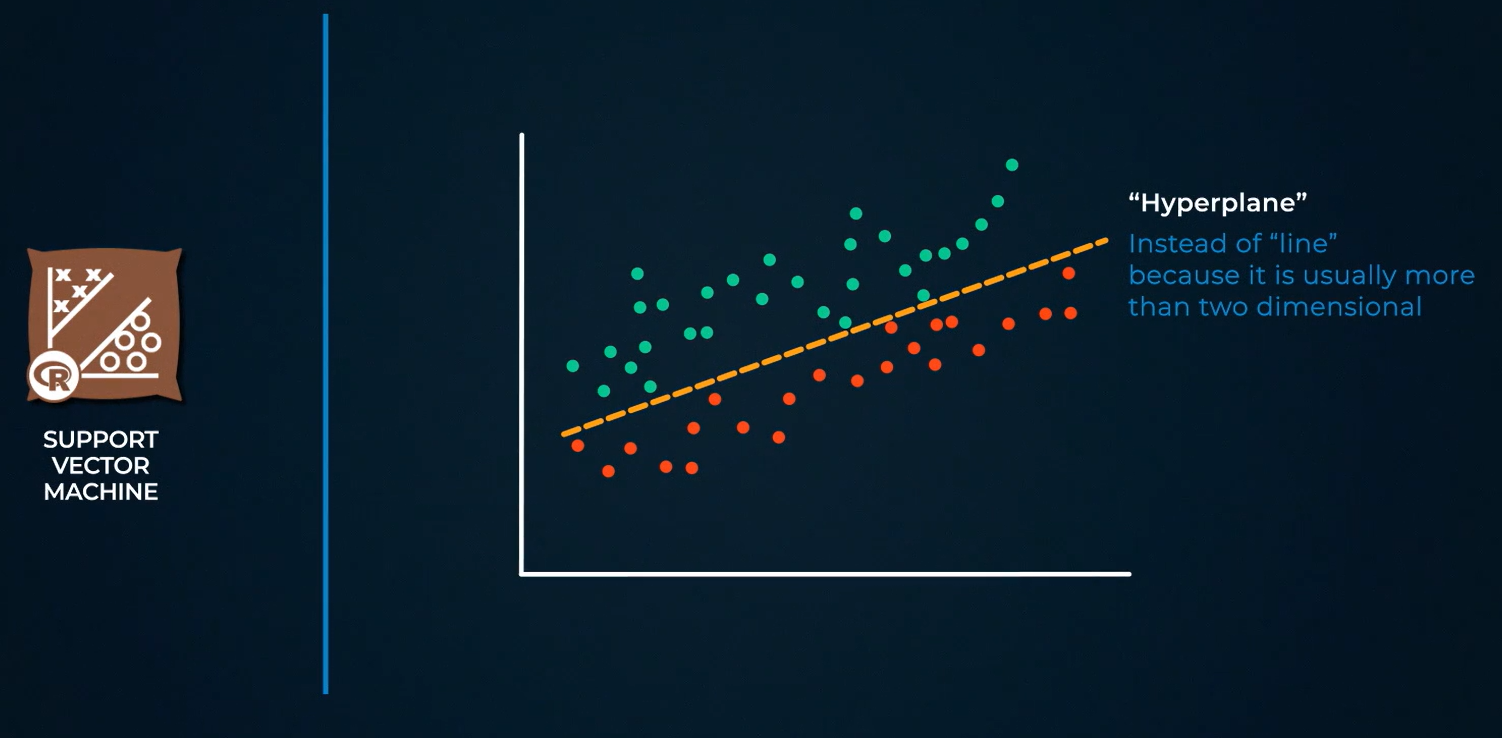 SUPPORT
VECTOR
MACHINE
“Hyperplane”
Instead of “line”
because it is usually more
than two dimensional
x x
x
x
R